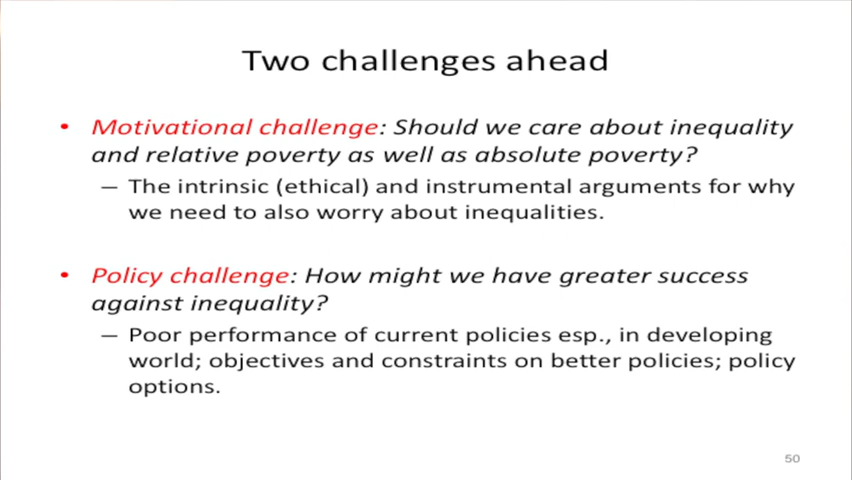 Two challenges ahead
• Motivational challenge: Should we care about inequality
and relative poverty as well as absolute poverty?
– The intrinsic (ethical) and instrumental arguments for why
we need to also worry about inequalities.
• Policy challenge: How might we have greater success
against inequality?
– Poor performance of current policies esp., in developing
world; objectives and constraints on better policies; policy
options.
50